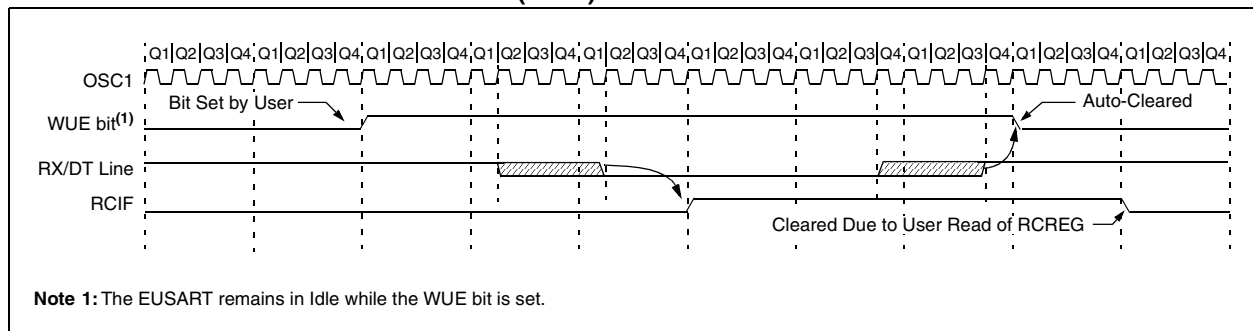 Q1|Q2|Q3|Q4|Q1|Q2|Q3|Q4|Q1|Q2|Q3|Q4|Q1|Q2|Q3|Q4|Q1|Q2|Q3|Q4|Q1|Q2|Q3|Q4|Q1|Q2|Q3|Q4|Q1|Q2|Q3|Q4|Q1|Q2|Q3|Q4|Q1|Q2|Q3|Q4
OSC1
Bit Set by User
Auto-Cleared
WUE bit(1)
RX/DT Line
RCIF
Cleared Due to User Read of RCREG
Note 1: The EUSART remains in Idle while the WUE bit is set.